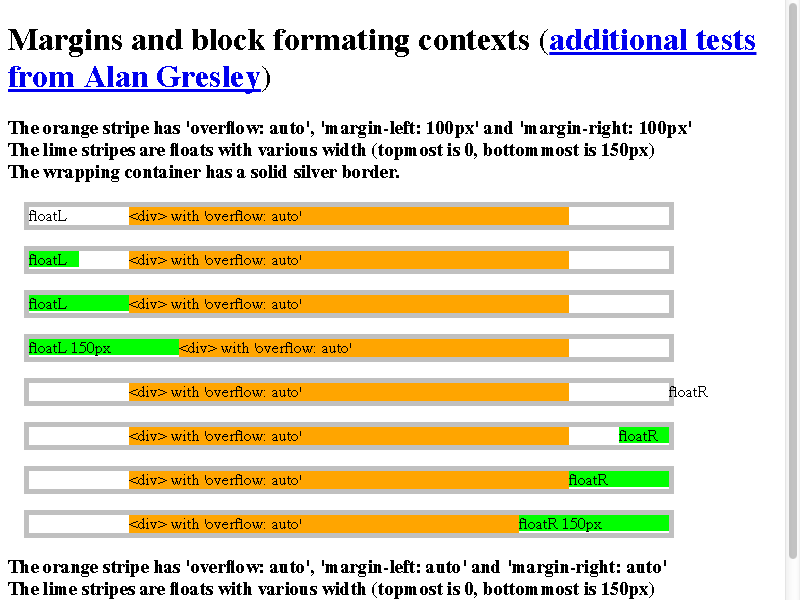 Margins and block formating contexts (additional tests
from Alan Gresley)
The orange stripe has 'overflow: auto', 'margin-left: 100px' and 'margin-right: 100px'
The lime stripes are floats with various width (topmost is 0, bottommost is 150px)
The wrapping container has a solid silver border.
floatL <div> with 'overflow: auto'
floatL <div> with 'overflow: auto'
floatL <div> with 'overflow: auto'
floatL 150px <div> with 'overflow: auto'
<div> with 'overflow: auto' floatR
<div> with 'overflow: auto' floatR
<div> with 'overflow: auto' floatR
<div> with 'overflow: auto' floatR 150px
The orange stripe has 'overflow: auto', 'margin-left: auto' and 'margin-right: auto'
The lime stripes are floats with various width (topmost is 0, bottommost is 150px)